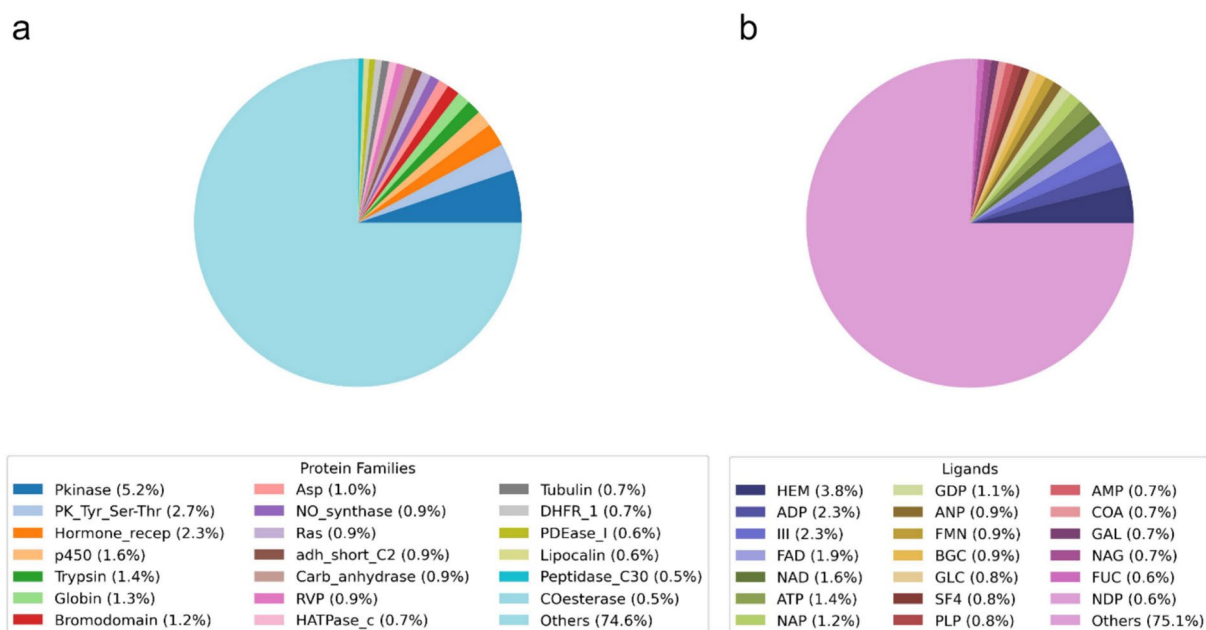 a
b
Protein Families
Pkinase (5.2%)
PK_Tyr_Ser-Thr (2.7%)
Hormone_recep (2.3%)
p450 (1.6%)
Trypsin (1.4%)
Globin (1.3%)
Bromodomain (1.2%)
Asp (1.0%)
NO_synthase (0.9%)
Ras (0.9%)
adh_short_C2 (0.9%)
Carb_anhydrase (0.9%)
RVP (0.9%)
HATPase_c (0.7%)
Tubulin (0.7%)
DHFR_1 (0.7%)
PDEase_I (0.6%)
Lipocalin (0.6%)
Peptidase_C30 (0.5%)
COesterase (0.5%)
Others (74.6%)
Ligands
HEM (3.8%)
ADP (2.3%)
III (2.3%)
FAD (1.9%)
NAD (1.6%)
ATP (1.4%)
NAP (1.2%)
GDP (1.1%)
ANP (0.9%)
FMN (0.9%)
BGC (0.9%)
GLC (0.8%)
SF4 (0.8%)
PLP (0.8%)
AMP (0.7%)
COA (0.7%)
GAL (0.7%)
NAG (0.7%)
FUC (0.6%)
NDP (0.6%)
Others (75.1%)